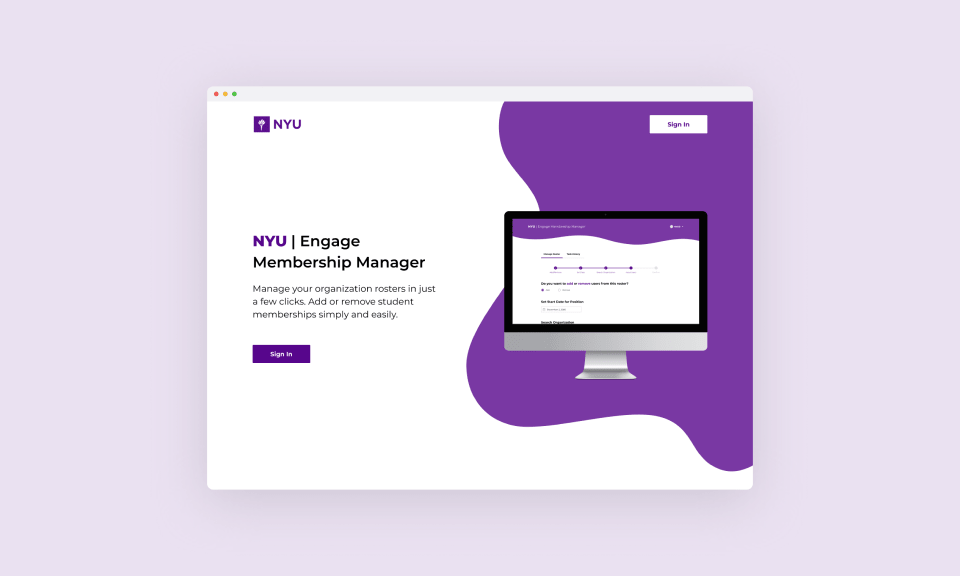 NYU
Sign In
NYU | Engage
Membership Manager
Manage your organization rosters in just
a few clicks. Add or remove student
memberships simply and easily.
Sign In
NYU | Engage Membership Manager
Do you want to add or remove users from this roster?
Set Start Date for Position
Search Organization